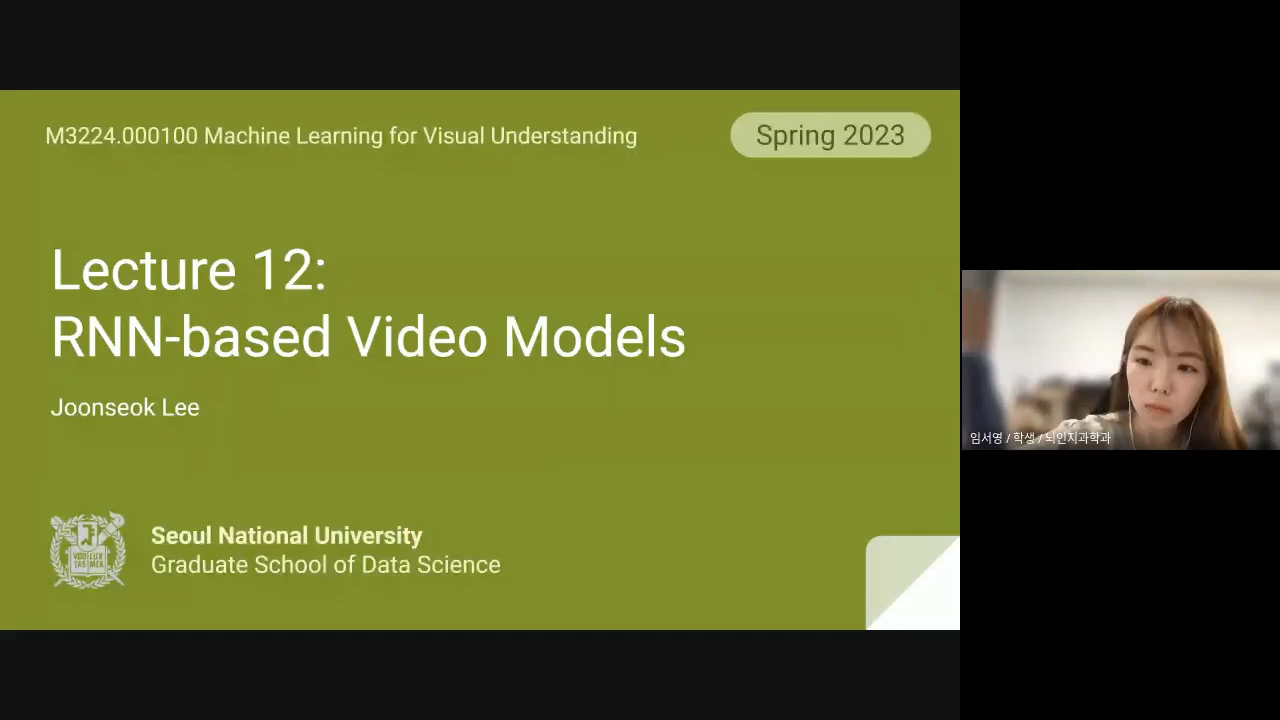 M3224.000100 Machine Learning for Visual Understanding
Spring 2023
Lecture 12:
RNN-based Video Models
Joonseok Lee
Seoul National University
Graduate School of Data Science
임서영 / 학생 / 뇌인지과학과